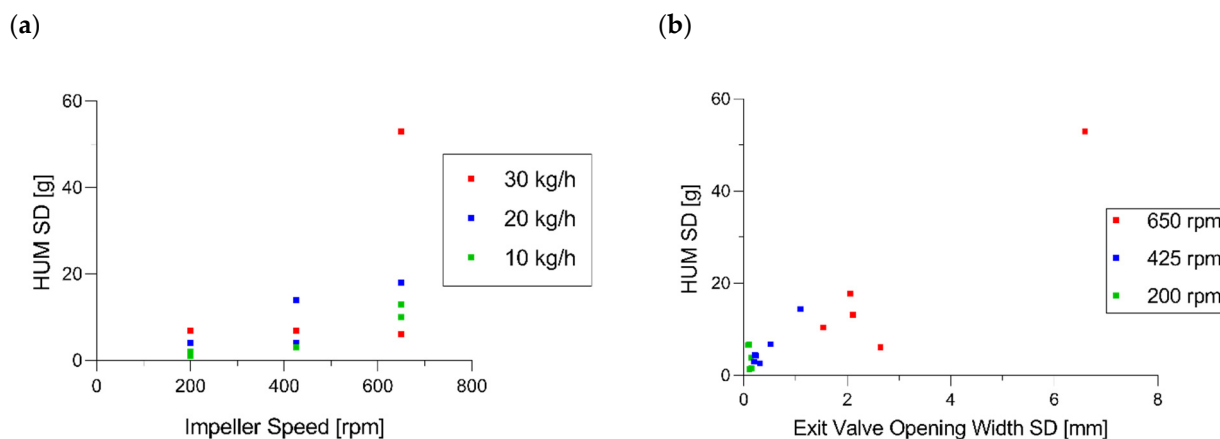 (a)
(b)
60
40
20
0
HUM SD [g]
0
200
400
600
800
Impeller Speed [rpm]
30 kg/h
20 kg/h
10 kg/h
60
40
20
0
HUM SD [g]
0
2
4
6
8
Exit Valve Opening Width SD [mm]
650 rpm
425 rpm
200 rpm